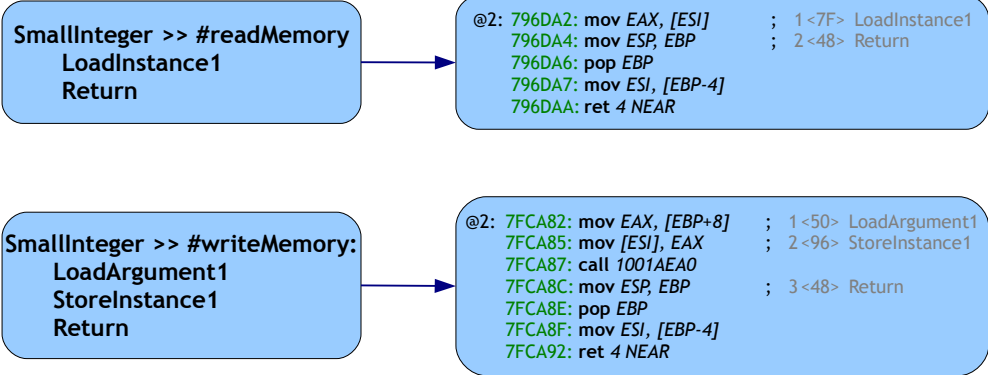 SmallInteger >> #readMemory
LoadInstance1
Return
@2: 796DA2: mov EAX, [ESI] ; 1<7F> LoadInstance1
796DA4: mov ESP, EBP ; 2<48> Return
796DA6: pop EBP
796DA7: mov ESI, [EBP-4]
796DAA: ret 4 NEAR
SmallInteger >> #writeMemory:
LoadArgument1
StoreInstance1
Return
@2: 7FCA82: mov EAX, [EBP+8] ; 1<50> LoadArgument1
7FCA85: mov [ESI], EAX ; 2<96> StoreInstance1
7FCA87: call 1001AEA0
7FCA8C: mov ESP, EBP ; 3<48> Return
7FCA8E: pop EBP
7FCA8F: mov ESI, [EBP-4]
7FCA92: ret 4 NEAR